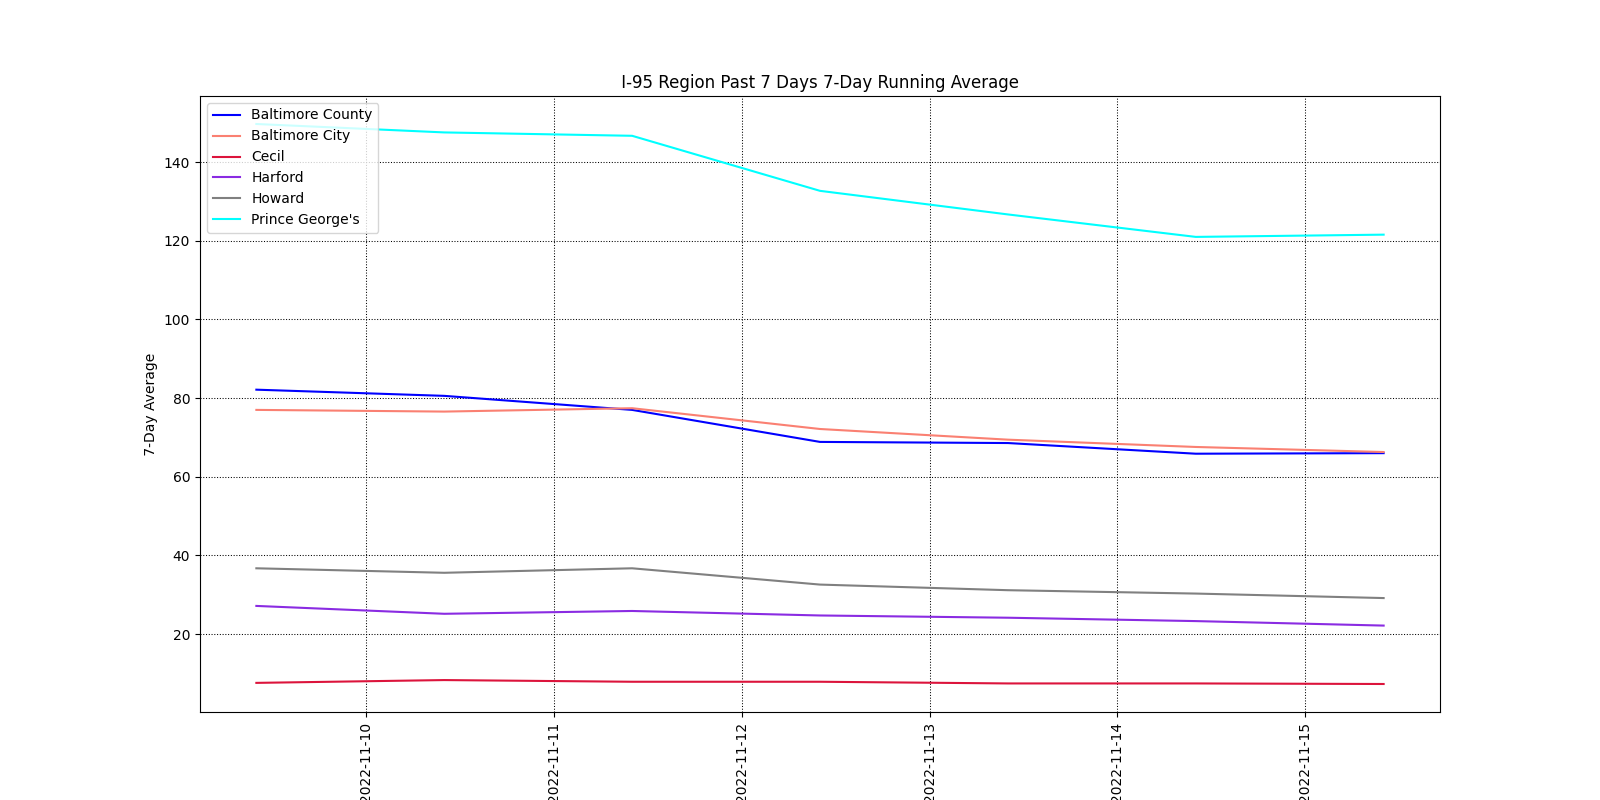 I-95 Region Past 7 Days 7-Day Running Average
Baltimore County
Baltimore City
Cecil
Harford
Howard
Prince George's
7-Day Average
140
120
100
80
60
40
20
2022-11-10
2022-11-11
2022-11-12
2022-11-13
2022-11-14
2022-11-15